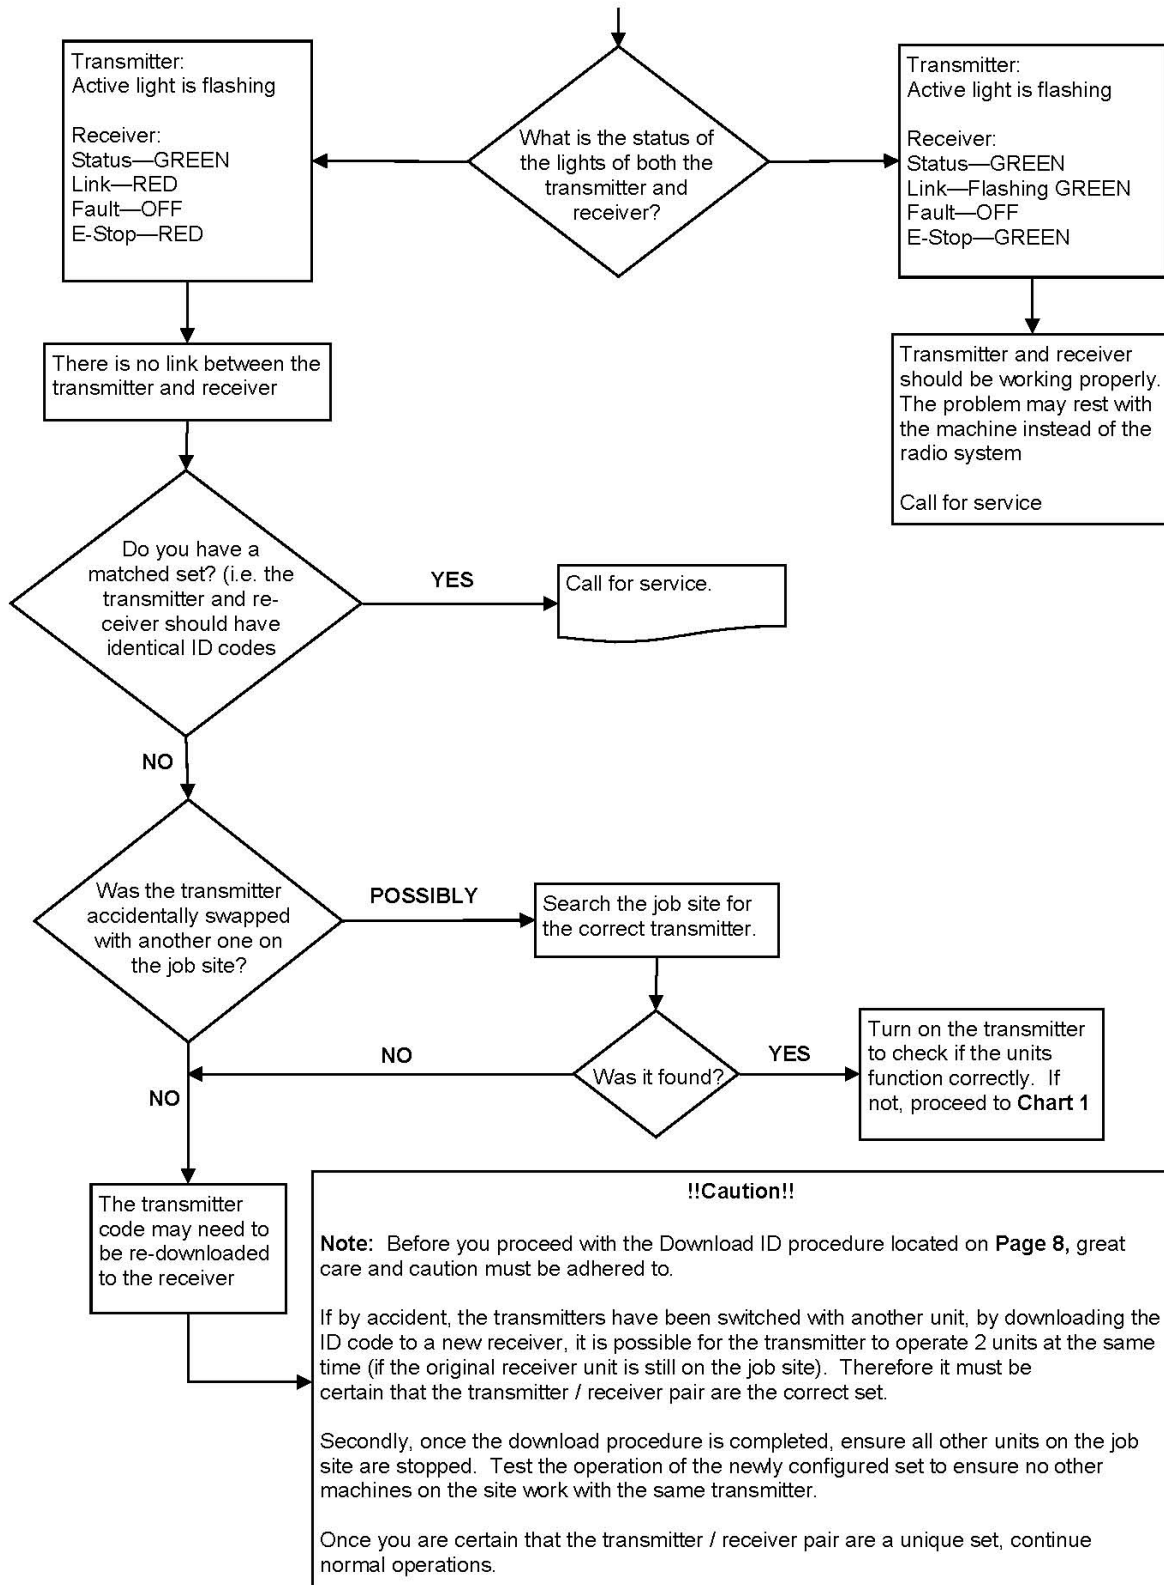 Transmitter:
Active light is flashing
Receiver:
Status—GREEN
Link—RED
Fault—OFF
E-Stop—RED
What is the status of
the lights of both the
transmitter and
receiver?
Transmitter:
Active light is flashing
Receiver:
Status—GREEN
Link—Flashing GREEN
Fault—OFF
E-Stop—GREEN
There is no link between the
transmitter and receiver
Transmitter and receiver
should be working properly.
The problem may rest with
the machine instead of the
radio system
Call for service
Do you have a
matched set? (i.e. the
transmitter and re-
ceiver should have
identical ID codes
YES
Call for service.
NO
Was the transmitter
accidentally swapped
with another one on
the job site?
POSSIBLY
Search the job site for
the correct transmitter.
Was it found?
NO
YES
Turn on the transmitter
to check if the units
function correctly. If
not, proceed to Chart 1
NO
The transmitter
code may need to
be re-downloaded
to the receiver
!!Caution!!
Note: Before you proceed with the Download ID procedure located on Page 8, great
care and caution must be adhered to.
If by accident, the transmitters have been switched with another unit, by downloading the
ID code to a new receiver, it is possible for the transmitter to operate 2 units at the same
time (if the original receiver unit is still on the job site). Therefore it must be
certain that the transmitter / receiver pair are the correct set.
Secondly, once the download procedure is completed, ensure all other units on the job
site are stopped. Test the operation of the newly configured set to ensure no other
machines on the site work with the same transmitter.
Once you are certain that the transmitter / receiver pair are a unique set, continue
normal operations.